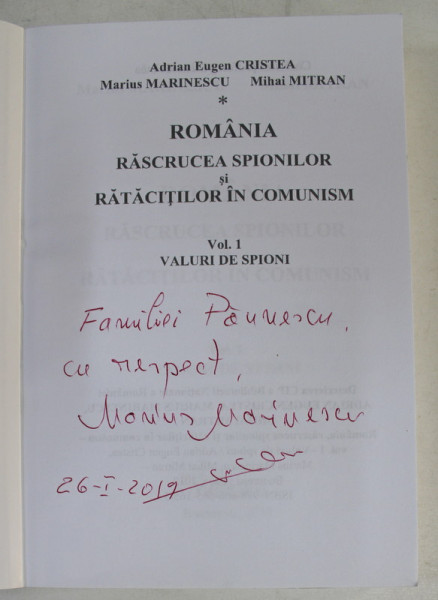 Adrian Eugen CRISTEA
Marius MARINESCU Mihai MITRAN
*
ROMÂNIA
RĂSCRUCEA SPIONILOR
și
RĂTĂCIȚILOR ÎN COMUNISM
Vol. 1
VALURI DE SPIONI
Familiei Păunescu,
cu respect,
Marius Marinescu
26-I-2019